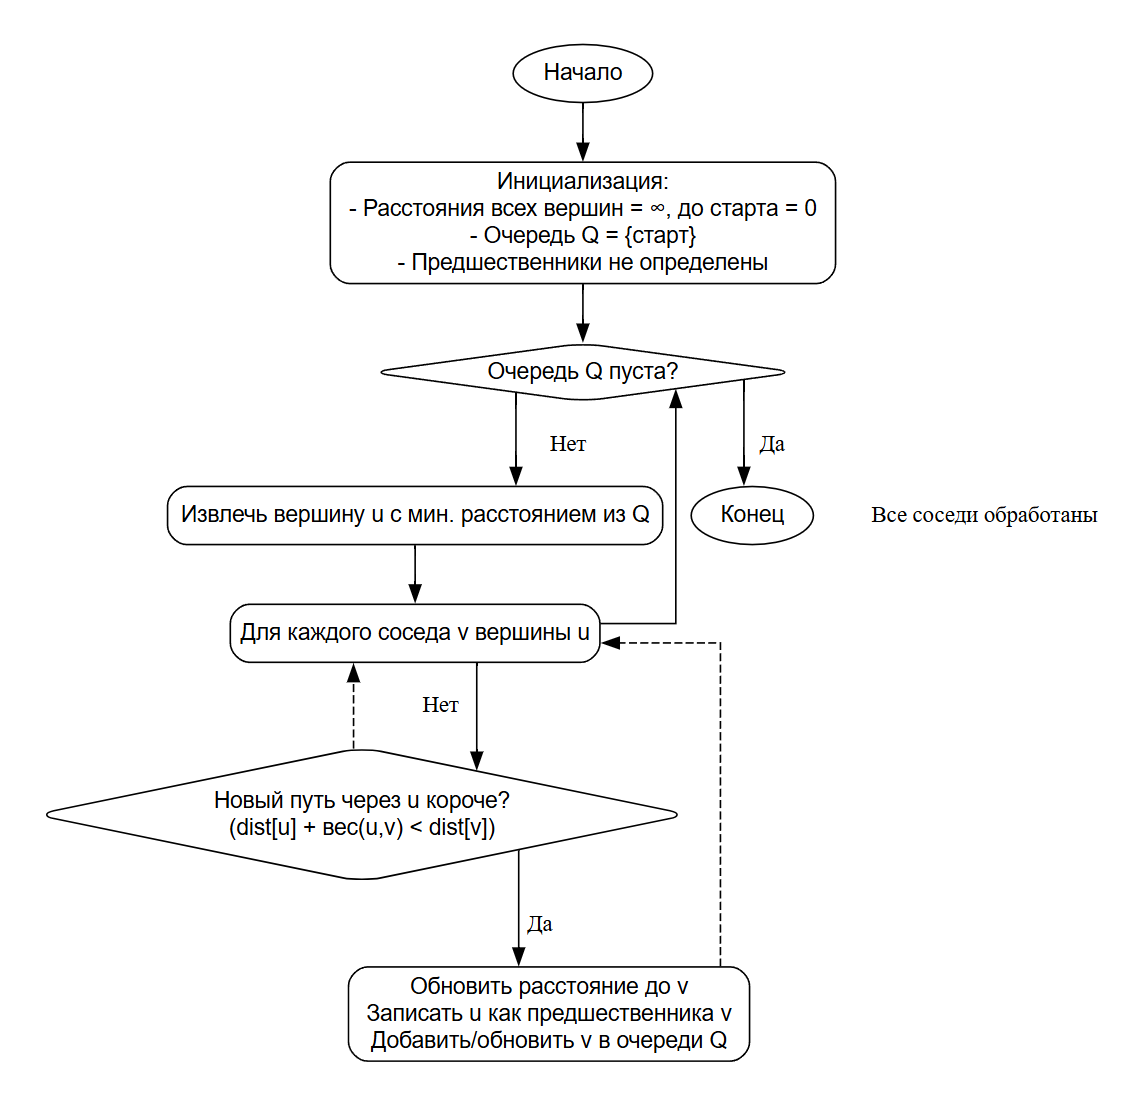 Начало
Инициализация:
- Расстояния всех вершин = ∞, до старта = 0
- Очередь Q = {старт}
- Предшественники не определены
Очередь Q пуста?
Нет
Да
Извлечь вершину u с мин. расстоянием из Q
Конец
Все соседи обработаны
Для каждого соседа v вершины u
Нет
Новый путь через u короче?
(dist[u] + вес(u,v) < dist[v])
Да
Обновить расстояние до v
Записать u как предшественника v
Добавить/обновить v в очереди Q